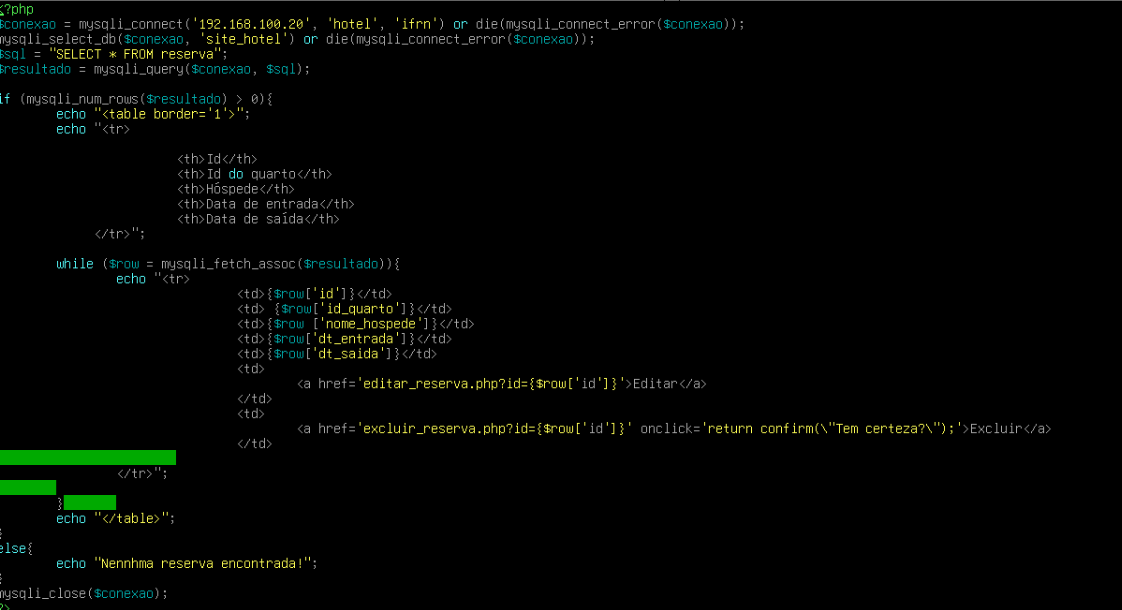 <?php
$conexao = mysqli_connect('192.168.100.20', 'hotel', 'ifrn') or die(mysqli_connect_error($conexao));
mysqli_select_db($conexao, 'site_hotel') or die(mysqli_connect_error($conexao));
$sql = "SELECT * FROM reserva";
$resultado = mysqli_query($conexao, $sql);
if (mysqli_num_rows($resultado) > 0){
echo "<table border='1'>";
echo "<tr>
<th>Id</th>
<th>Id do quarto</th>
<th>Hóspede</th>
<th>Data de entrada</th>
<th>Data de saída</th>
</tr>";
while ($row = mysqli_fetch_assoc($resultado)){
echo "<tr>
<td>{$row['id']}</td>
<td> {$row['id_quarto']}</td>
<td>{$row ['nome_hospede']}</td>
<td>{$row['dt_entrada']}</td>
<td>{$row['dt_saida']}</td>
<td>
<a href='editar_reserva.php?id={$row['id']}'>Editar</a>
</td>
<td>
<a href='excluir_reserva.php?id={$row['id']}' onclick='return confirm(\"Tem certeza?\");'>Excluir</a>
</td>
</tr>";
}
echo "</table>";
}
else{
echo "Nennhma reserva encontrada!";
}
mysqli_close($conexao);
?>